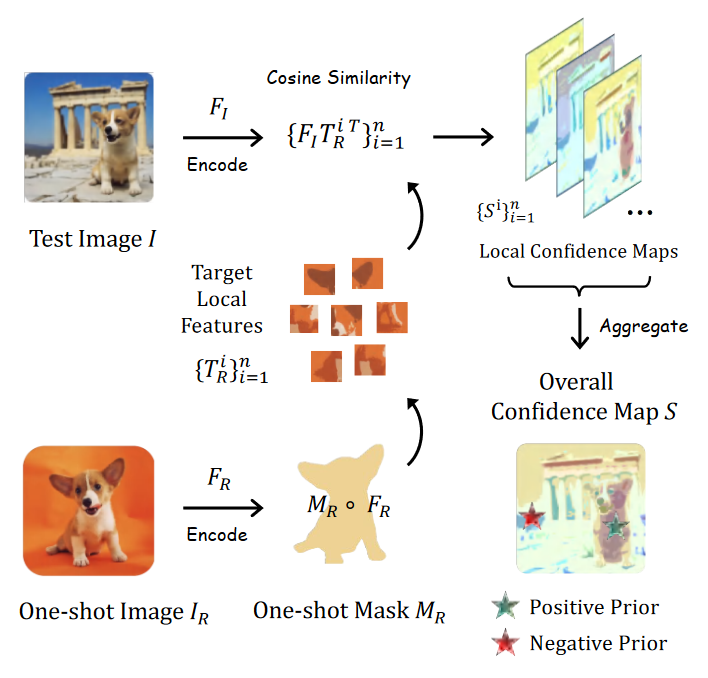 Cosine Similarity
F_I
{F_I T_R^{i T}}_{i=1}^n
Encode
Test Image I
{S^i}_{i=1}^n
...
Local Confidence Maps
Target
Local
Features
{T_R^i}_{i=1}^n
Aggregate
Overall
Confidence Map S
F_R
Encode
M_R ∘ F_R
One-shot Image I_R
One-shot Mask M_R
Positive Prior
Negative Prior